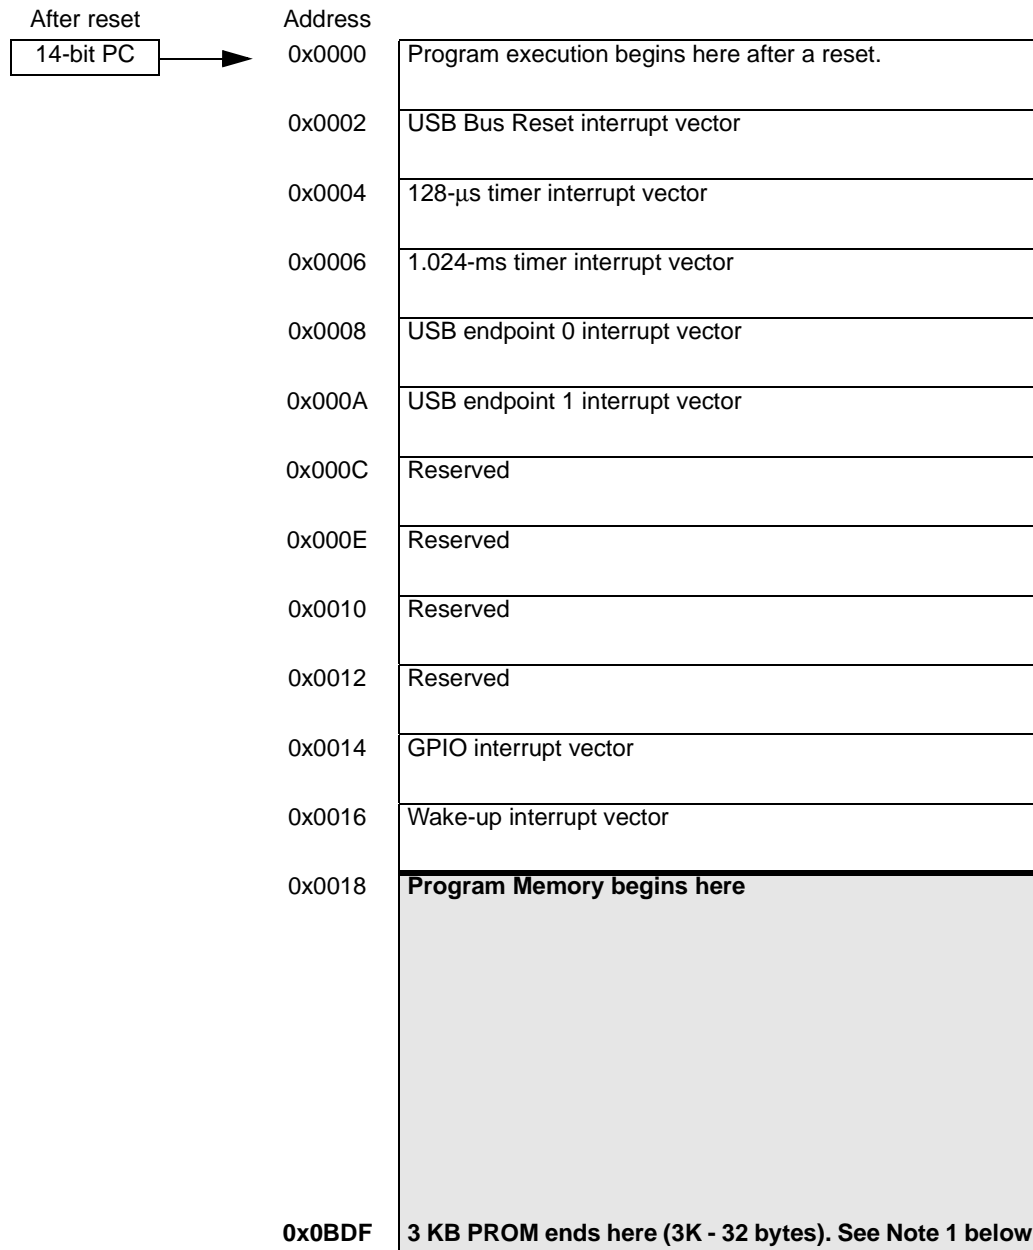 After reset Address
14-bit PC 0x0000 Program execution begins here after a reset.
0x0002 USB Bus Reset interrupt vector
0x0004 128-μs timer interrupt vector
0x0006 1.024-ms timer interrupt vector
0x0008 USB endpoint 0 interrupt vector
0x000A USB endpoint 1 interrupt vector
0x000C Reserved
0x000E Reserved
0x0010 Reserved
0x0012 Reserved
0x0014 GPIO interrupt vector
0x0016 Wake-up interrupt vector
0x0018 Program Memory begins here
0x0BDF 3 KB PROM ends here (3K - 32 bytes). See Note 1 below